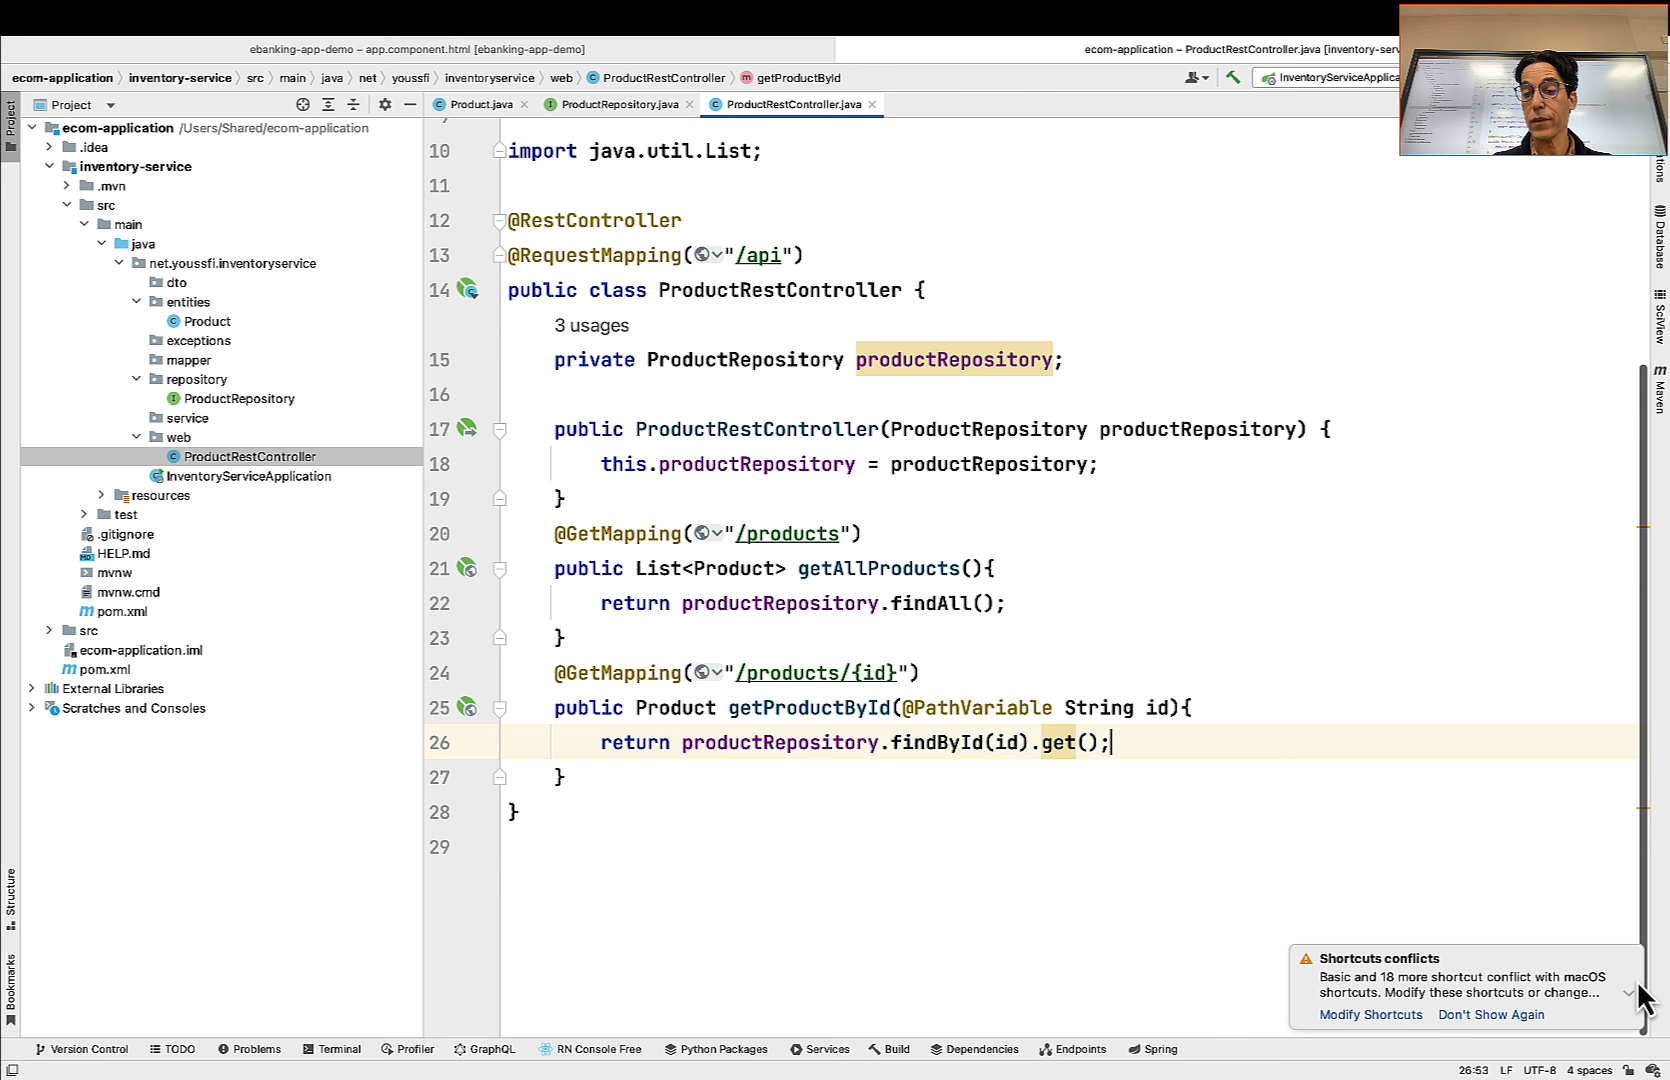 ebanking-app-demo – app.component.html [ebanking-app-demo]
ecom-application – ProductRestController.java [inventory-serv
ecom-application > inventory-service > src > main > java > net > youssfi > inventoryservice > web > ProductRestController > getProductById
InventoryServiceApplica
Project
Project
Product.java
ProductRepository.java
ProductRestController.java
ecom-application /Users/Shared/ecom-application
.idea
inventory-service
.mvn
src
main
java
net.youssfi.inventoryservice
dto
entities
Product
exceptions
mapper
repository
ProductRepository
service
web
ProductRestController
InventoryServiceApplication
resources
test
.gitignore
HELP.md
mvnw
mvnw.cmd
pom.xml
src
ecom-application.iml
pom.xml
External Libraries
Scratches and Consoles
Structure
Bookmarks
10 import java.util.List;
11
12 @RestController
13 @RequestMapping("/api")
14 public class ProductRestController {
3 usages
15 private ProductRepository productRepository;
16
17 public ProductRestController(ProductRepository productRepository) {
18 this.productRepository = productRepository;
19 }
20 @GetMapping("/products")
21 public List<Product> getAllProducts(){
22 return productRepository.findAll();
23 }
24 @GetMapping("/products/{id}")
25 public Product getProductById(@PathVariable String id){
26 return productRepository.findById(id).get();
27 }
28 }
29
Database
SciView
Maven
Shortcuts conflicts
Basic and 18 more shortcut conflict with macOS
shortcuts. Modify these shortcuts or change...
Modify Shortcuts Don't Show Again
Version Control TODO Problems Terminal Profiler GraphQL RN Console Free Python Packages Services Build Dependencies Endpoints Spring
26:53 LF UTF-8 4 spaces